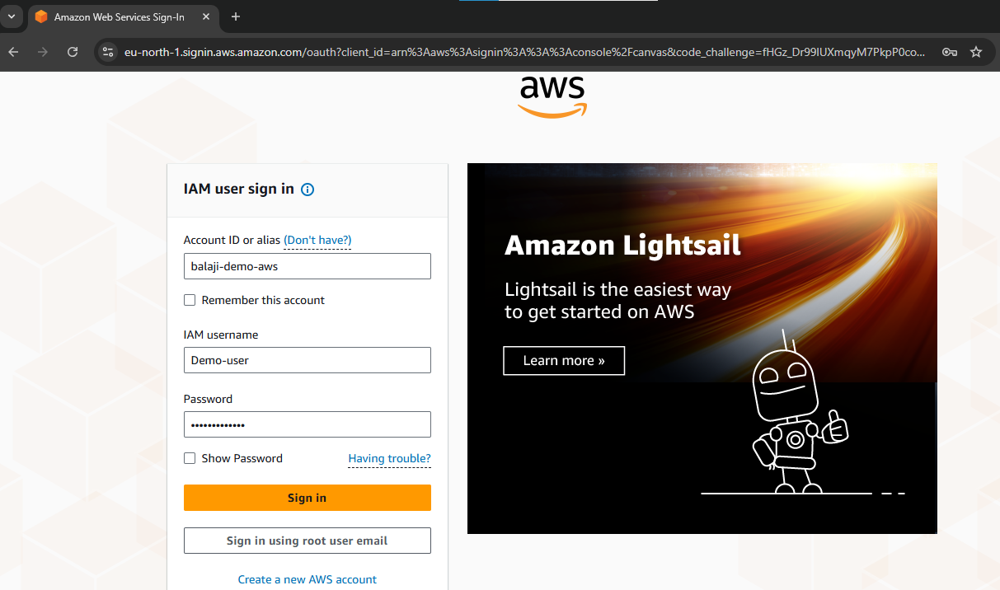 Amazon Web Services Sign-In
eu-north-1.signin.aws.amazon.com/oauth?client_id=arn%3Aaws%3Asignin%3A%3A%3Aconsole%2Fcanvas&code_challenge=fHGz_Dr99IUXmqyM7PkpP0co...
aws
IAM user sign in
Account ID or alias (Don't have?)
balaji-demo-aws
Remember this account
IAM username
Demo-user
Password
•••••••••••••
Show Password
Having trouble?
Sign in
Sign in using root user email
Create a new AWS account
Amazon Lightsail
Lightsail is the easiest way
to get started on AWS
Learn more »